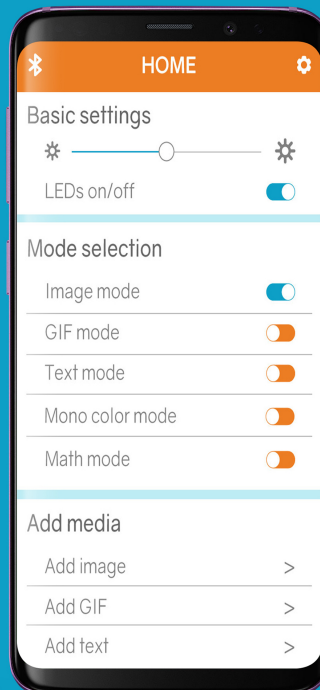 HOME
Basic settings
LEDs on/off
Mode selection
Image mode
GIF mode
Text mode
Mono color mode
Math mode
Add media
Add image >
Add GIF >
Add text >